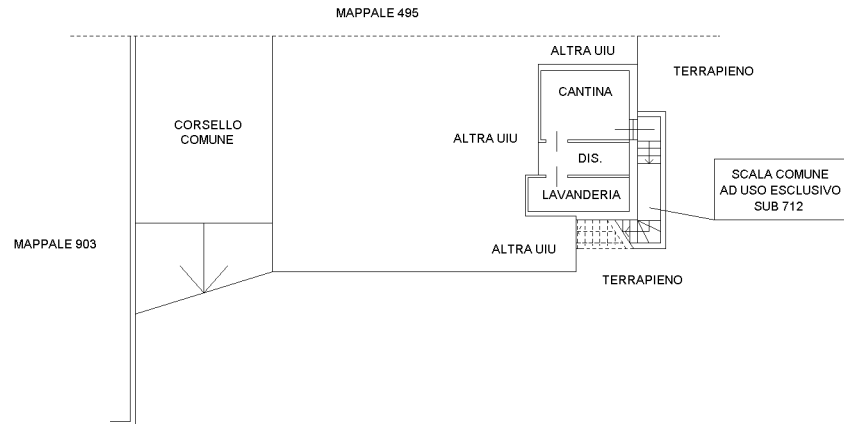 MAPPALE 495
ALTRA UIU
TERRAPIENO
CANTINA
CORSELLO
COMUNE
ALTRA UIU
DIS.
SCALA COMUNE
AD USO ESCLUSIVO
SUB 712
LAVANDERIA
MAPPALE 903
ALTRA UIU
TERRAPIENO